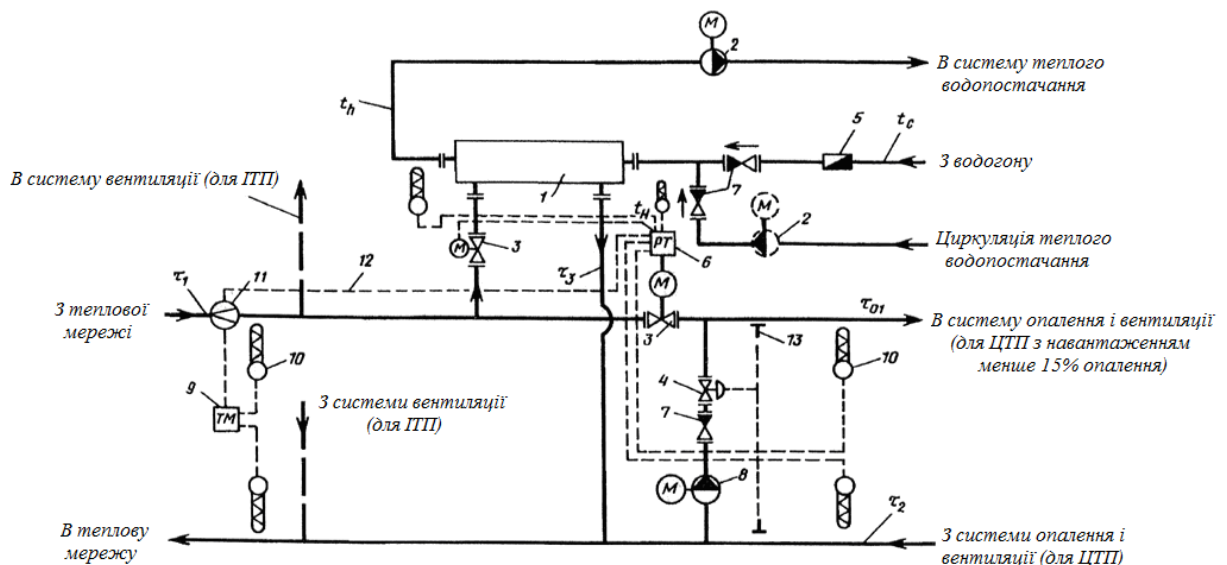 M
2
В систему теплого
водопостачання
t_h
5
t_c
З водогону
1
7
В систему вентиляції (для ІТП)
t_н
M
2
M
3
РТ
6
Циркуляція теплого
водопостачання
τ_1
11
12
τ_3
M
τ_01
З теплової
мережі
3
13
В систему опалення і вентиляції
(для ЦТП з навантаженням
менше 15% опалення)
10
10
4
9
ТМ
З системи вентиляції
(для ІТП)
7
M
8
τ_2
В теплову
мережу
З системи опалення і
вентиляції (для ЦТП)